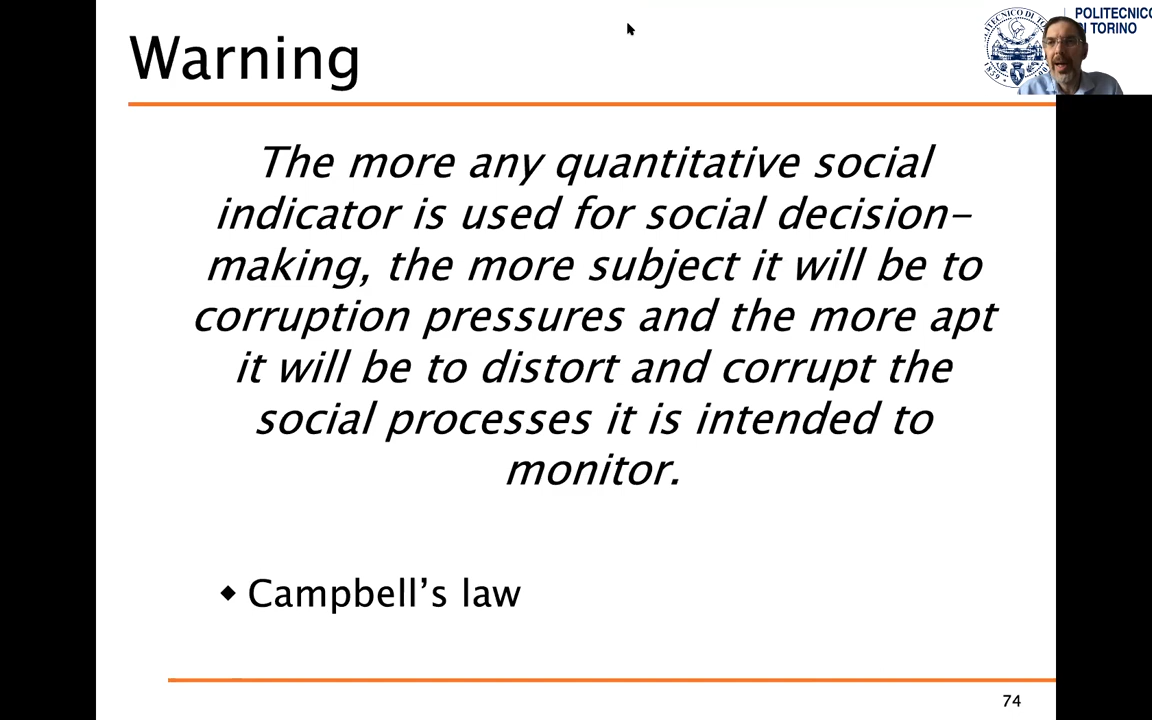 Warning
POLITECNICO
DI TORINO
The more any quantitative social
indicator is used for social decision-
making, the more subject it will be to
corruption pressures and the more apt
it will be to distort and corrupt the
social processes it is intended to
monitor.
◆ Campbell’s law
74